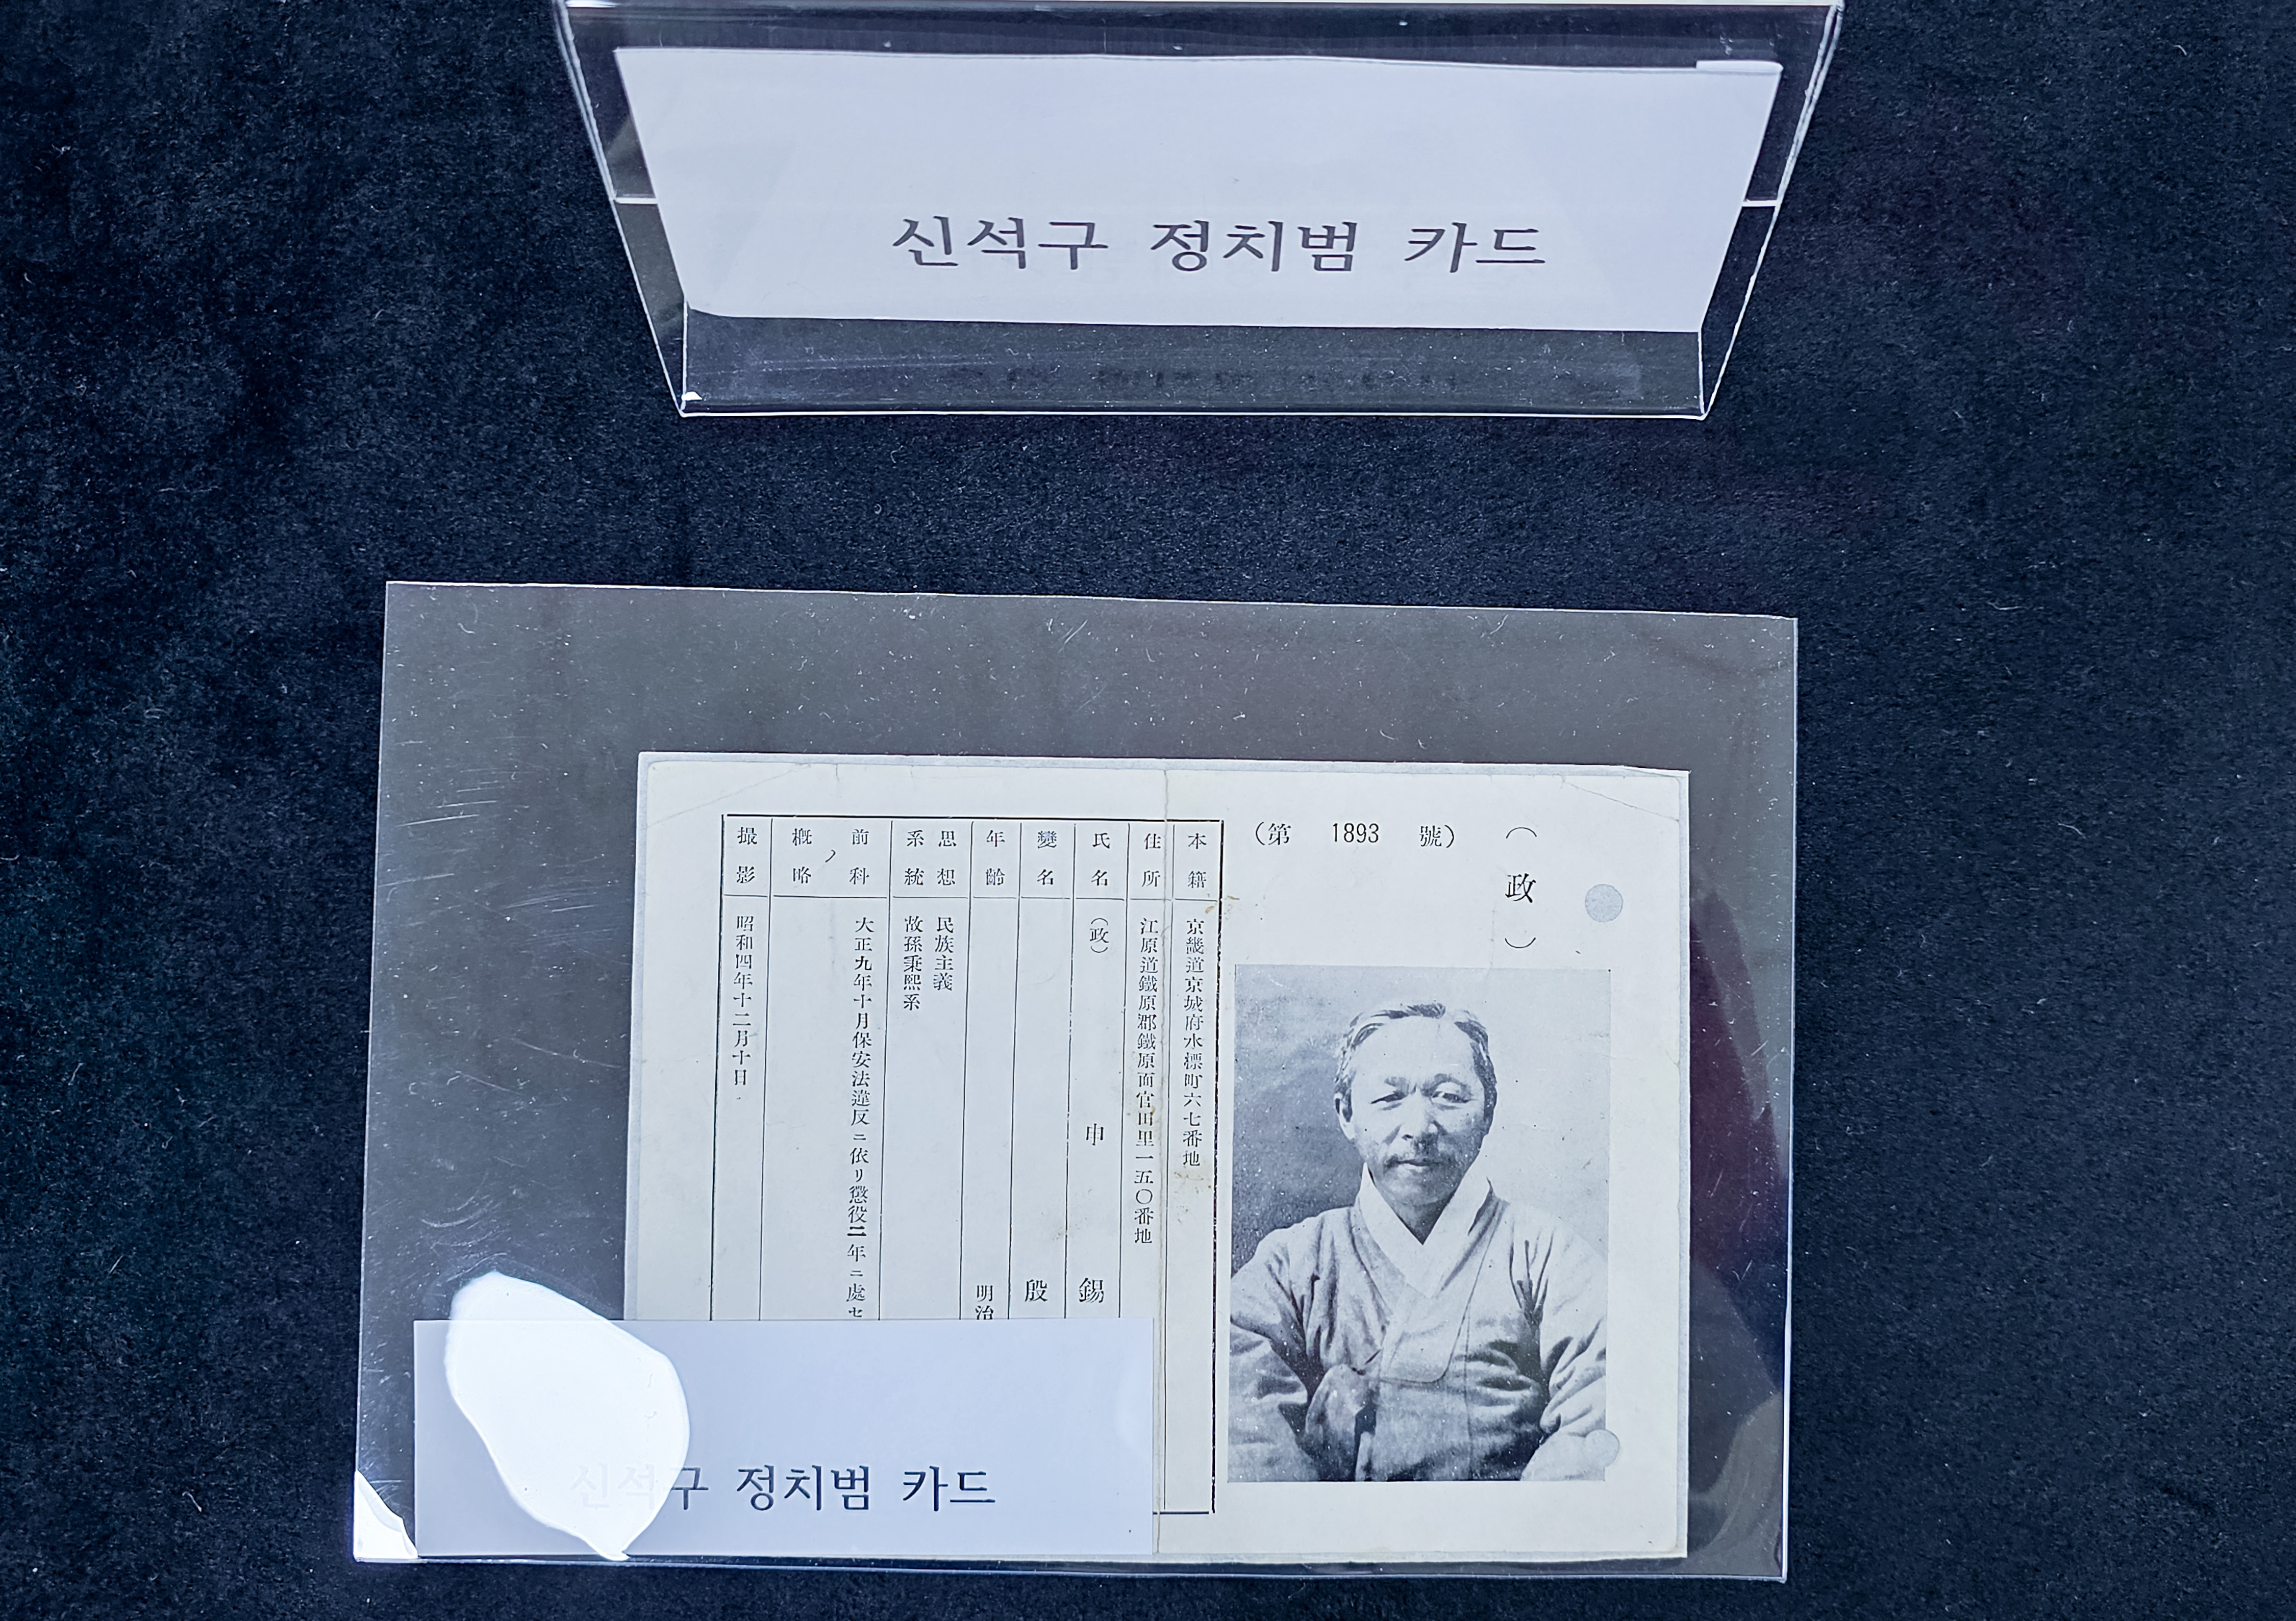 신석구 정치범 카드
（政）
（第 1893 號）
本籍 京畿道京城府水標町六七番地
住所 江原道鐵原郡鐵原面官田里一五〇番地
氏名 （政） 申 錫
變名 殷
年齡 明治
思想系統 民族主義
故孫秉熙系
前科概略 大正九年十月保安法違反ニ依リ懲役二年ニ處セ
撮影 昭和四年十二月十日
신석구 정치범 카드